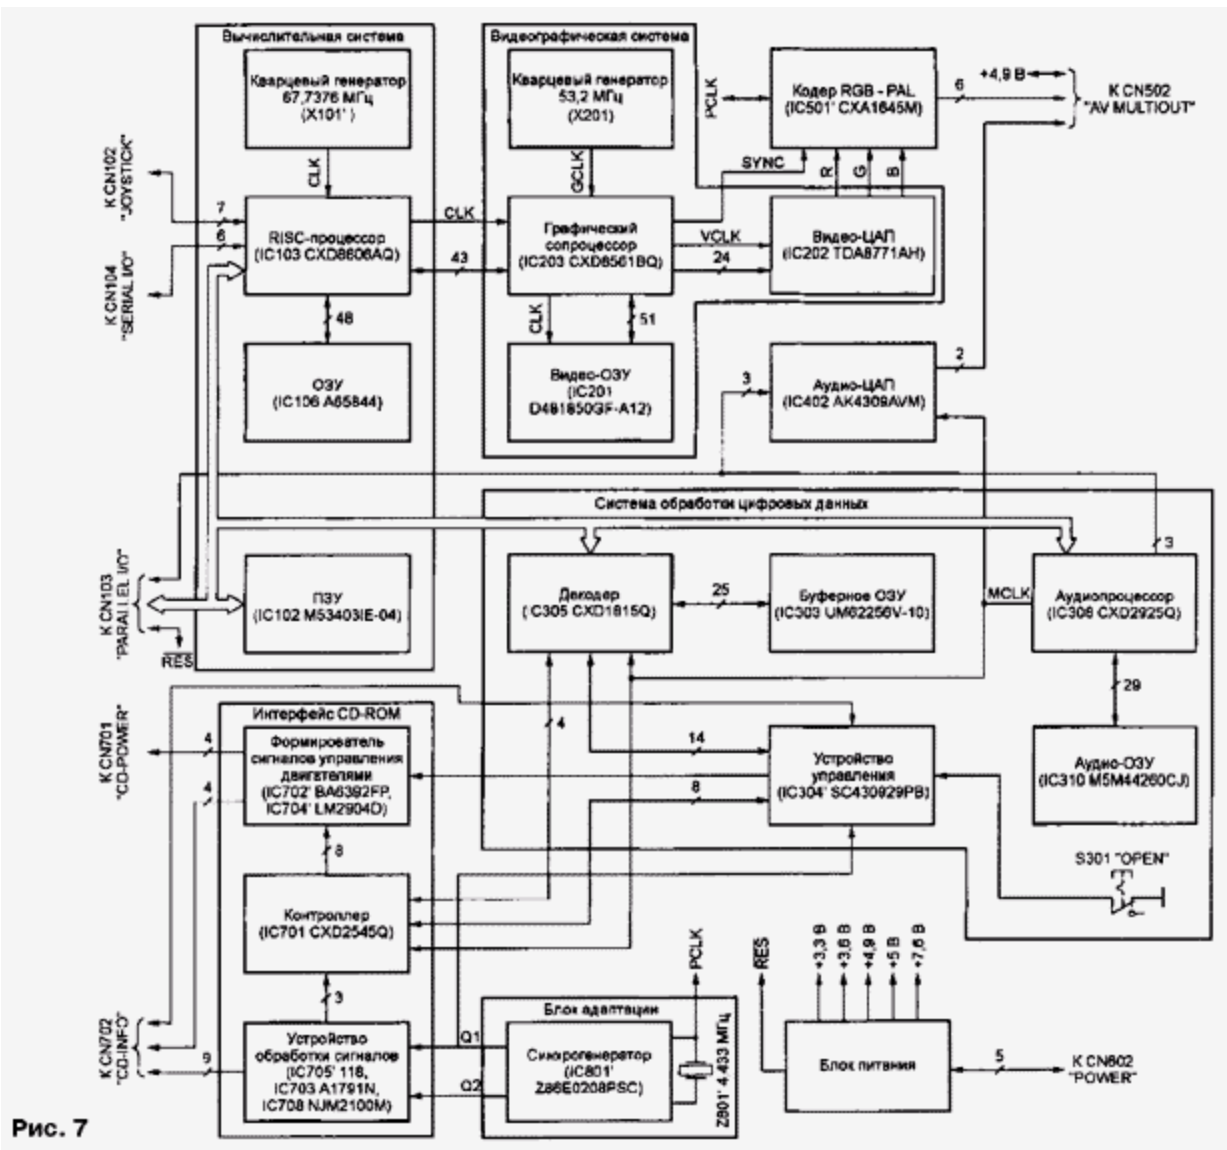 Вычислительная система
Кварцевый генератор
67,7376 МГц
(X101')
CLK
К CN102
"JOYSTICK"
7
6
К CN104
"SERIAL I/O"
RISC-процессор
(IC103 CXD8606AQ)
CLK
43
48
ОЗУ
(IC106 A65844)
ПЗУ
(IC102 M53403IE-04)
К CN103
"PARALLEL I/O"
RES
Видеографическая система
Кварцевый генератор
53,2 МГц
(X201)
GCLK
Графический
сопроцессор
(IC203 CXD8561BQ)
SYNC
VCLK
24
CLK
51
Видео-ОЗУ
(IC201
D481850GF-A12)
PCLK
Кодер RGB - PAL
(IC501' CXA1645M)
R
G
B
Видео-ЦАП
(IC202 TDA8771AH)
6
+4,9 В
К CN502
"AV MULTIOUT"
3
Аудио-ЦАП
(IC402 AK4309AVM)
2
Система обработки цифровых данных
Декодер
(IC305 CXD1815Q)
25
Буферное ОЗУ
(IC303 UM62256V-10)
MCLK
3
Аудиопроцессор
(IC308 CXD2925Q)
29
Аудио-ОЗУ
(IC310 M5M44260CJ)
4
14
8
Устройство
управления
(IC304' SC430929PB)
S301 "OPEN"
Интерфейс CD-ROM
К CN701
"CD-POWER"
4
4
Формирователь
сигналов управления
двигателями
(IC702' BA6392FP,
IC704' LM2904D)
8
Контроллер
(IC701 CXD2545Q)
3
К CN702
"CD-INFO"
9
Устройство
обработки сигналов
(IC705' 118,
IC703 A1791N,
IC708 NJM2100M)
Q1
Q2
Блок адаптации
Синхрогенератор
(IC801'
Z86E0208PSC)
PCLK
Z801' 4.433 МГц
RES
+3,3 В
+3,6 В
+4,9 В
+5 В
+7,6 В
Блок питания
5
К CN602
"POWER"
Рис. 7